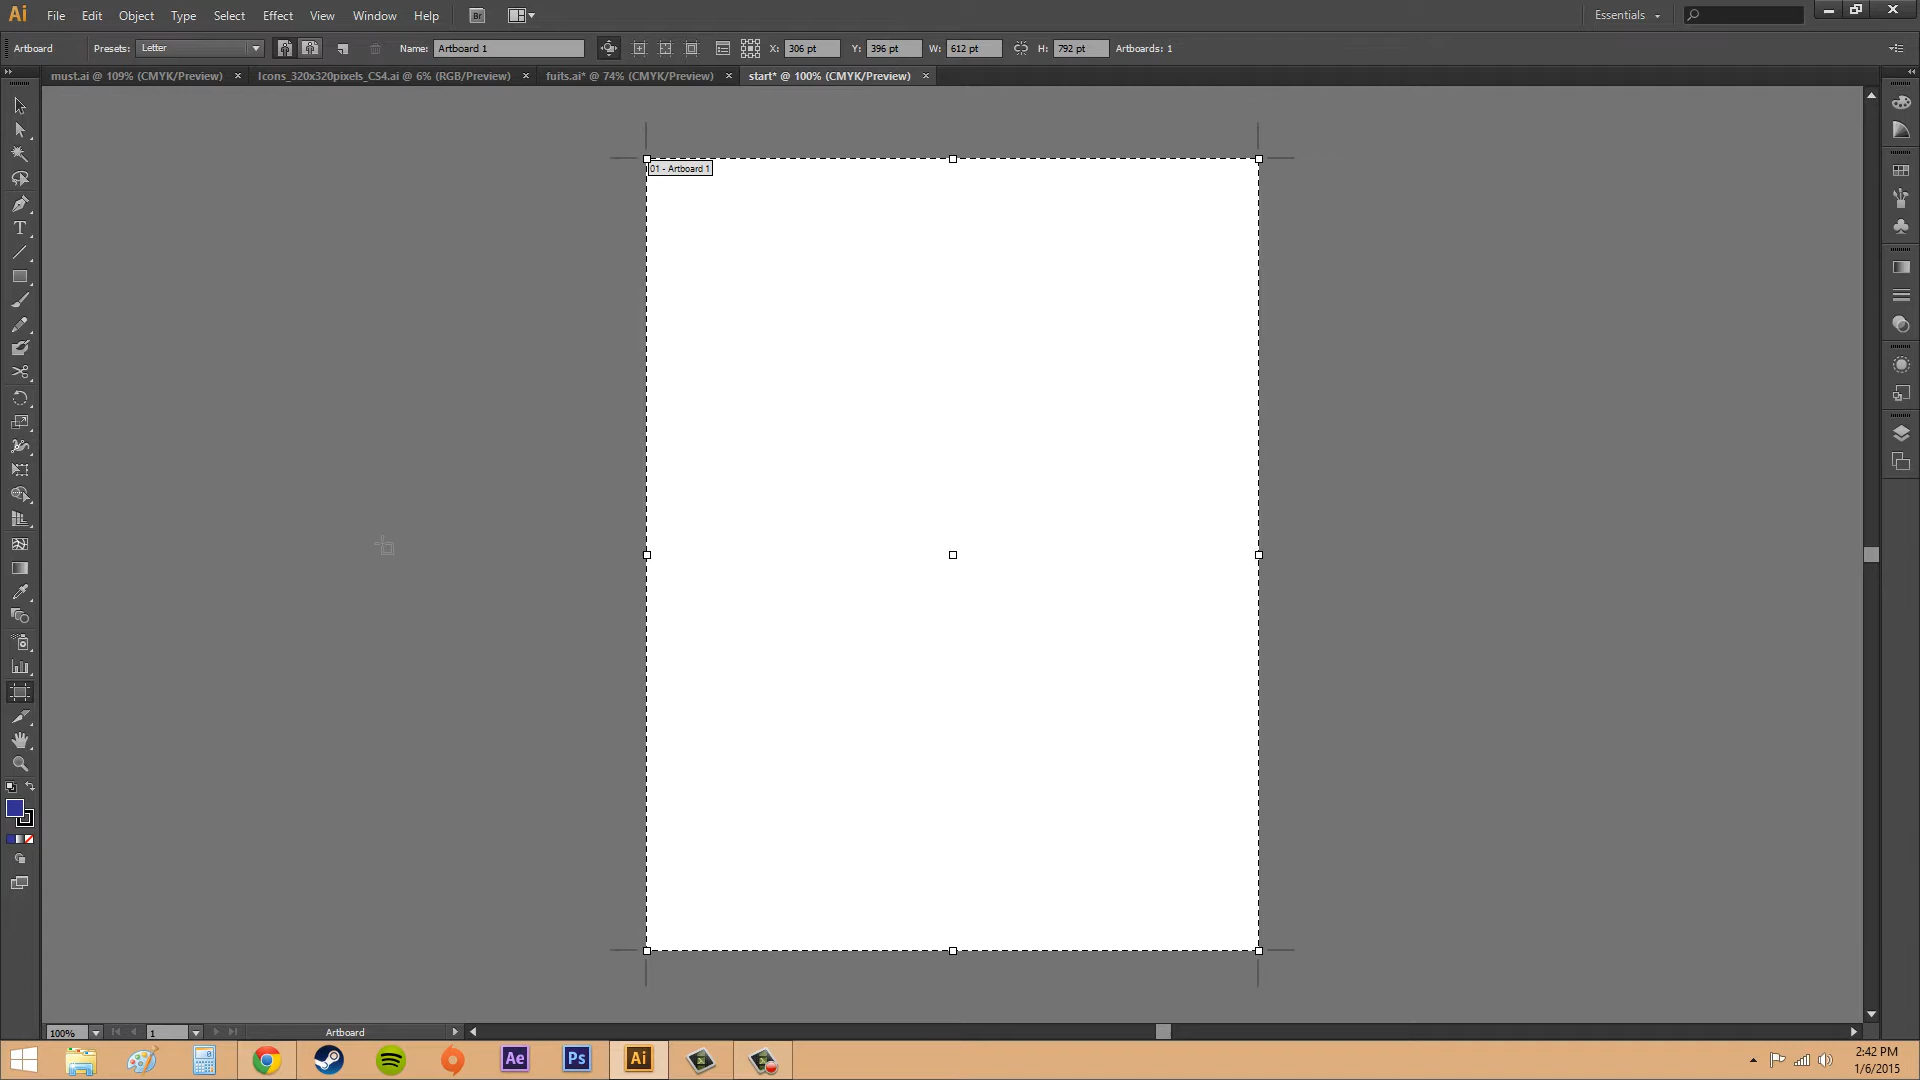 Ai File Edit Object Type Select Effect View Window Help Br Essentials
Artboard Presets: Letter Name: Artboard 1 X: 306 pt Y: 396 pt W: 612 pt H: 792 pt Artboards: 1
must.ai @ 109% (CMYK/Preview) × Icons_320x320pixels_CS4.ai @ 6% (RGB/Preview) × fuits.ai* @ 74% (CMYK/Preview) × start* @ 100% (CMYK/Preview) ×
01 - Artboard 1
T
100% 1 Artboard
Ae Ps Ai 2:42 PM
1/6/2015